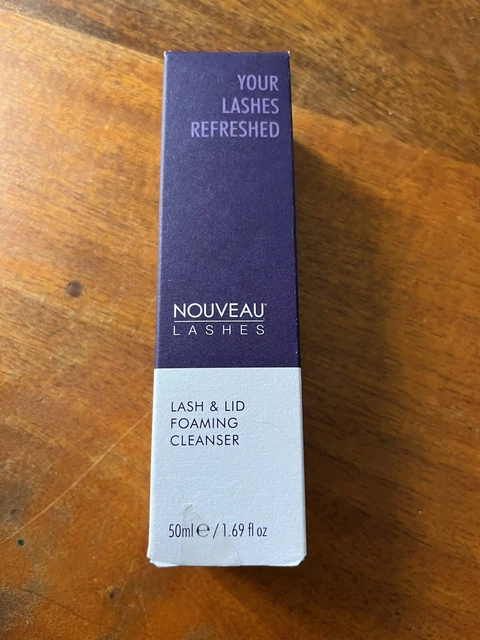 YOUR
LASHES
REFRESHED
NOUVEAU®
LASHES
LASH & LID
FOAMING
CLEANSER
50ml ℮ / 1.69 fl oz